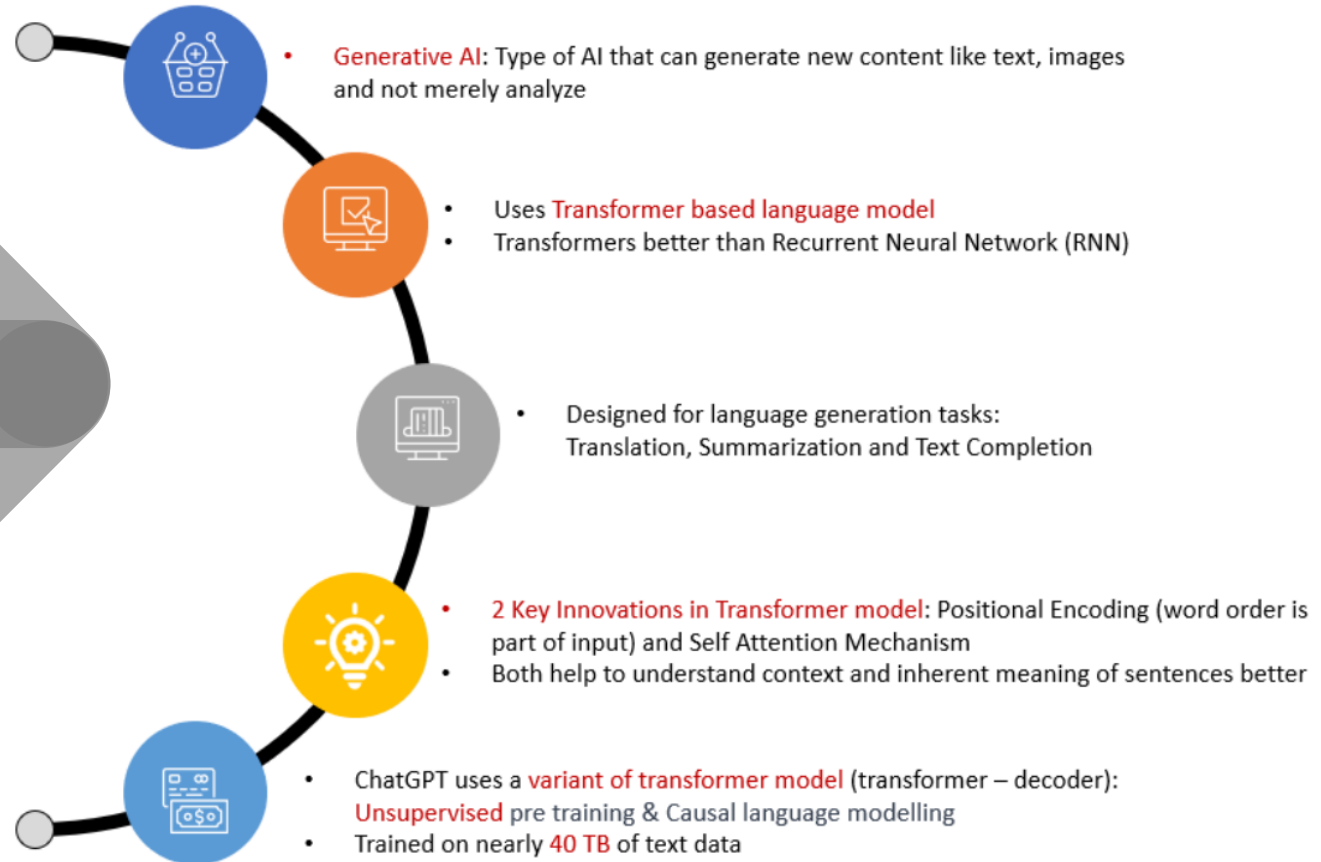 • Generative AI: Type of AI that can generate new content like text, images
and not merely analyze
• Uses Transformer based language model
• Transformers better than Recurrent Neural Network (RNN)
• Designed for language generation tasks:
Translation, Summarization and Text Completion
• 2 Key Innovations in Transformer model: Positional Encoding (word order is
part of input) and Self Attention Mechanism
• Both help to understand context and inherent meaning of sentences better
• ChatGPT uses a variant of transformer model (transformer – decoder):
Unsupervised pre training & Causal language modelling
• Trained on nearly 40 TB of text data